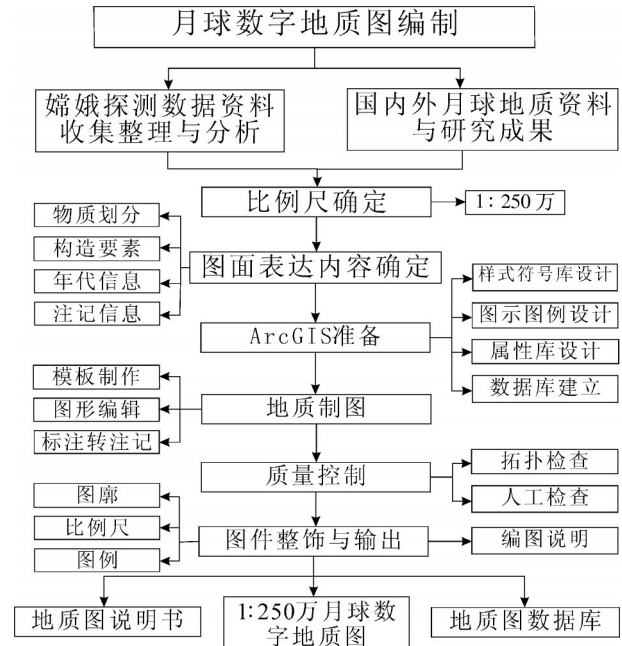 月球数字地质图编制
嫦娥探测数据资料
收集整理与分析
国内外月球地质资料
与研究成果
比例尺确定
1: 250万
物质划分
构造要素
年代信息
注记信息
图面表达内容确定
样式符号库设计
图示图例设计
属性库设计
数据库建立
ArcGIS准备
模板制作
图形编辑
标注转注记
地质制图
质量控制
拓扑检查
人工检查
图廓
比例尺
图例
图件整饰与输出
编图说明
地质图说明书
1:250万月球数
字地质图
地质图数据库